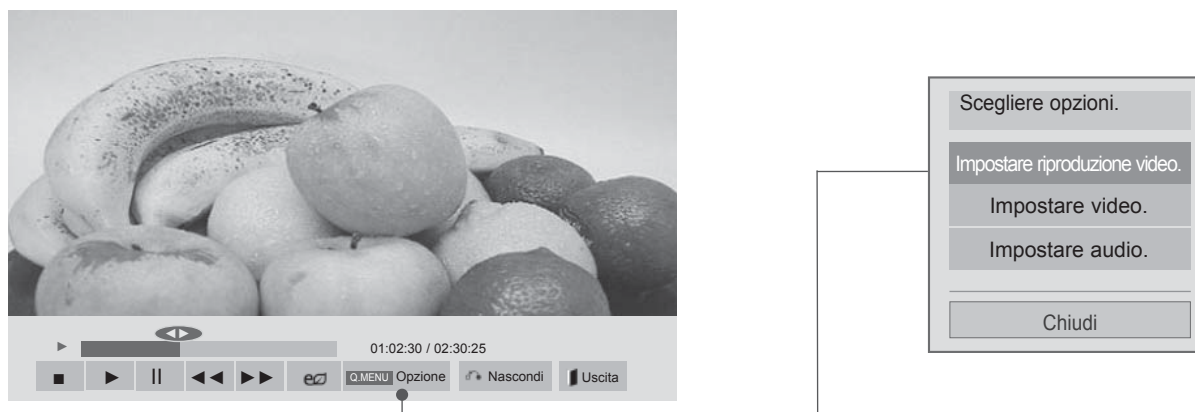 01:02:30 / 02:30:25
Q.MENU Opzione Nascondi Uscita
Scegliere opzioni.
Impostare riproduzione video.
Impostare video.
Impostare audio.
Chiudi